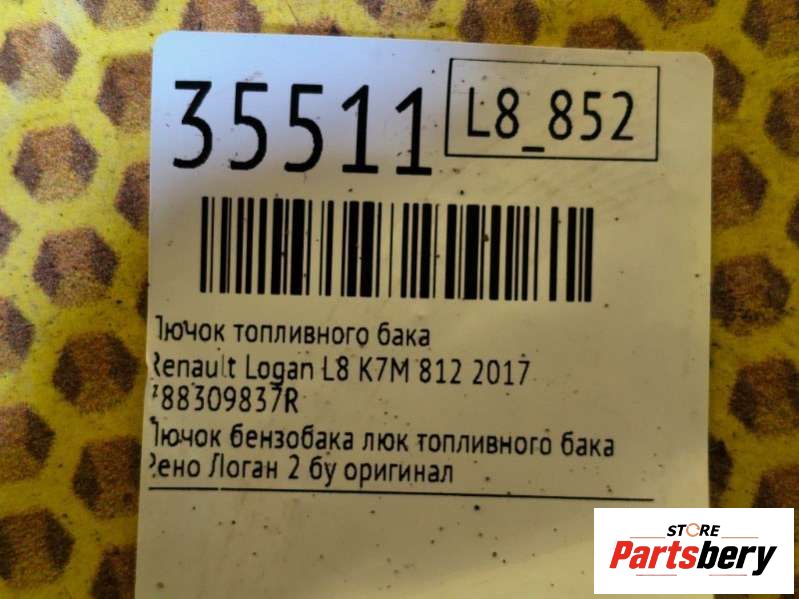 35511
L8_852
Лючок топливного бака
Renault Logan L8 K7M 812 2017
788309837R
Лючок бензобака люк топливного бака
Рено Логан 2 бу оригинал
STORE
Partsbery